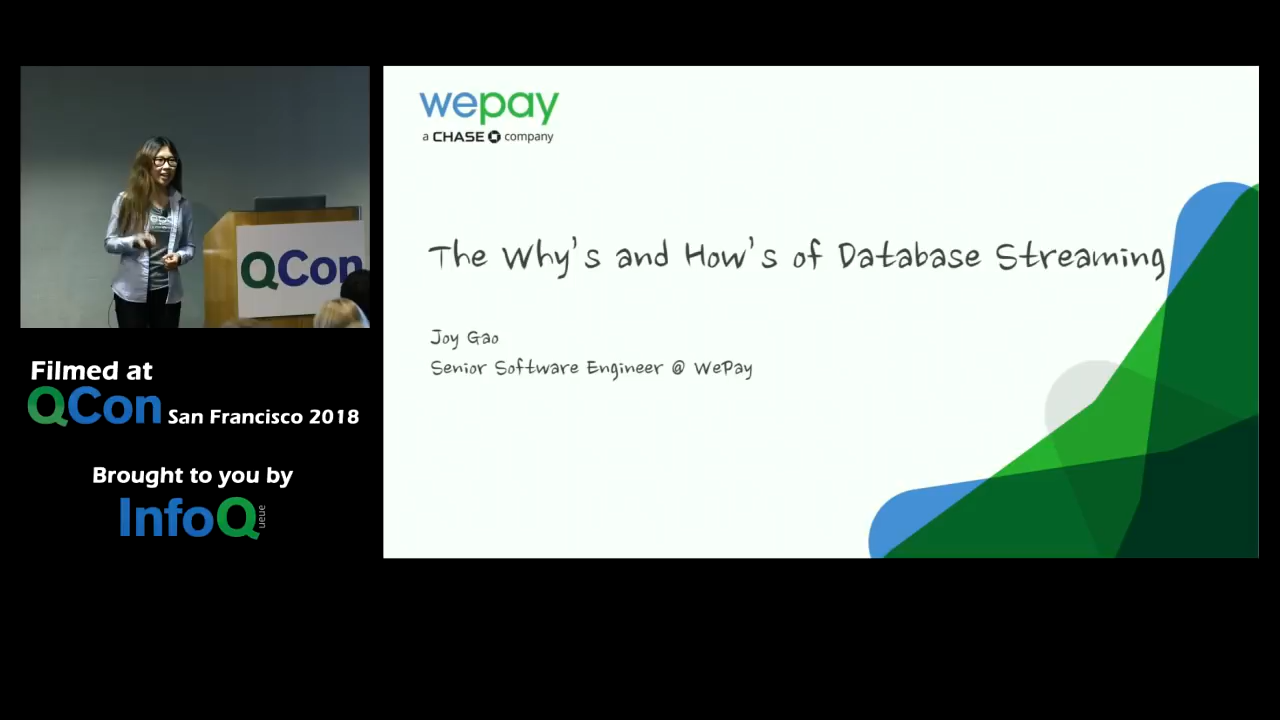 wepay
a CHASE company
The Why's and How's of Database Streaming
Joy Gao
Senior Software Engineer @ WePay
QCon
Filmed at
QCon San Francisco 2018
Brought to you by
InfoQ
ueue